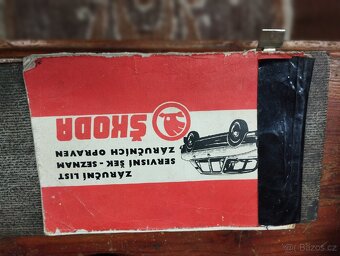 ŠKODA
ZÁRUČNÍ LIST
SERVISNÍ ŠEK - SEZNAM
ZÁRUČNÍCH OPRAVEN
Bazos.cz